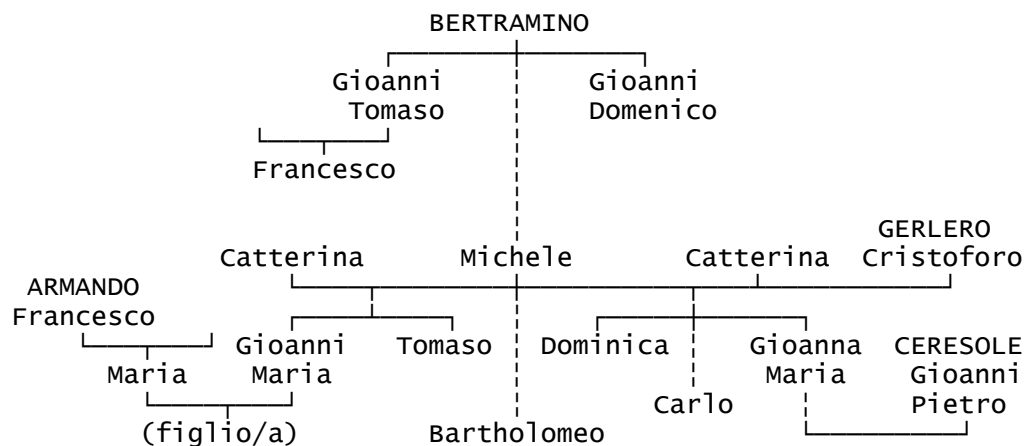 BERTRAMINO
Gioanni Gioanni
Tomaso Domenico
Francesco
GERLERO
Catterina Michele Catterina Cristoforo
ARMANDO
Francesco
Gioanni Tomaso Dominica Gioanna CERESOLE
Maria Maria Maria Gioanni
Carlo Pietro
(figlio/a) Bartholomeo